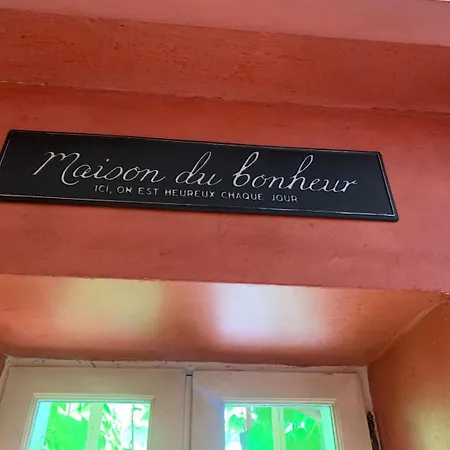 Maison du bonheur
ICI, ON EST HEUREUX CHAQUE JOUR